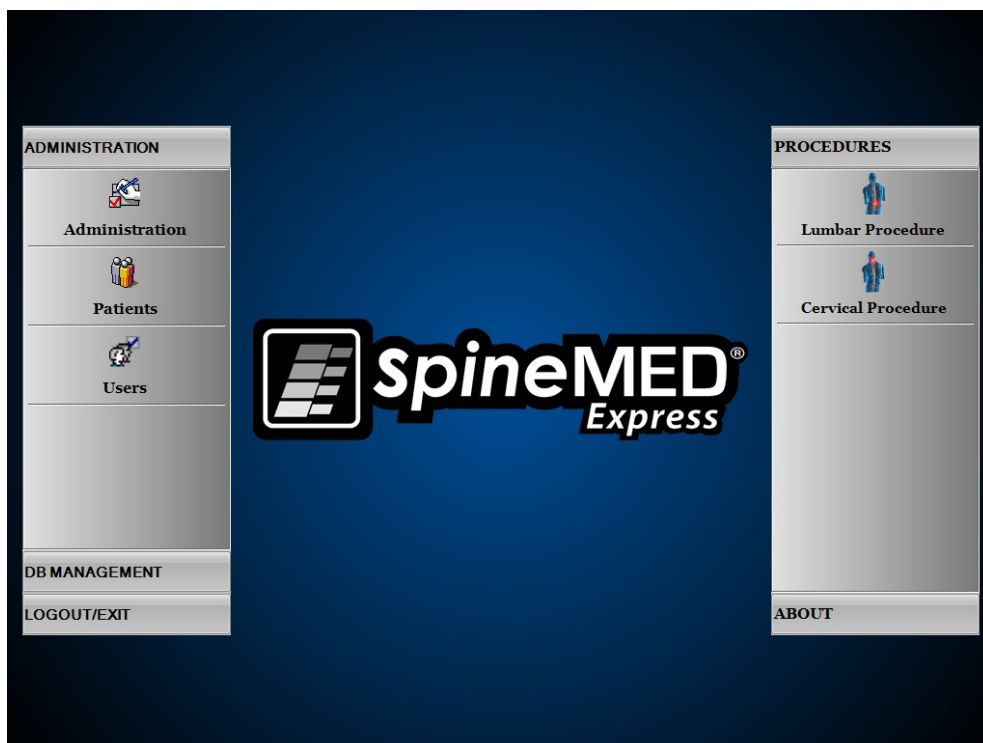 ADMINISTRATION
Administration
Patients
Users
DB MANAGEMENT
LOGOUT/EXIT
SpineMED®
Express
PROCEDURES
Lumbar Procedure
Cervical Procedure
ABOUT